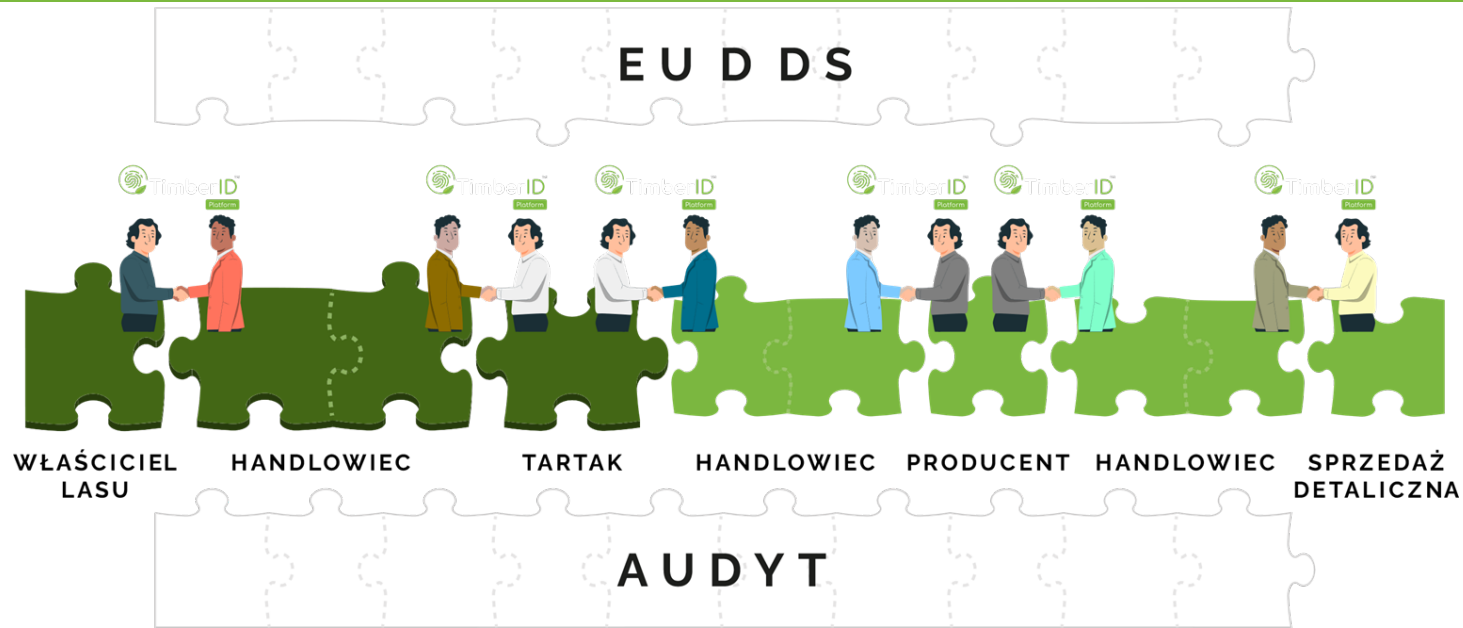 EU D DS
TimberID
Platform
TimberID
Platform
TimberID
Platform
TimberID
Platform
TimberID
Platform
TimberID
Platform
WŁAŚCICIEL
LASU
HANDLOWIEC
TARTAK
HANDLOWIEC
PRODUCENT
HANDLOWIEC
SPRZEDAŻ
DETALICZNA
AUDYT